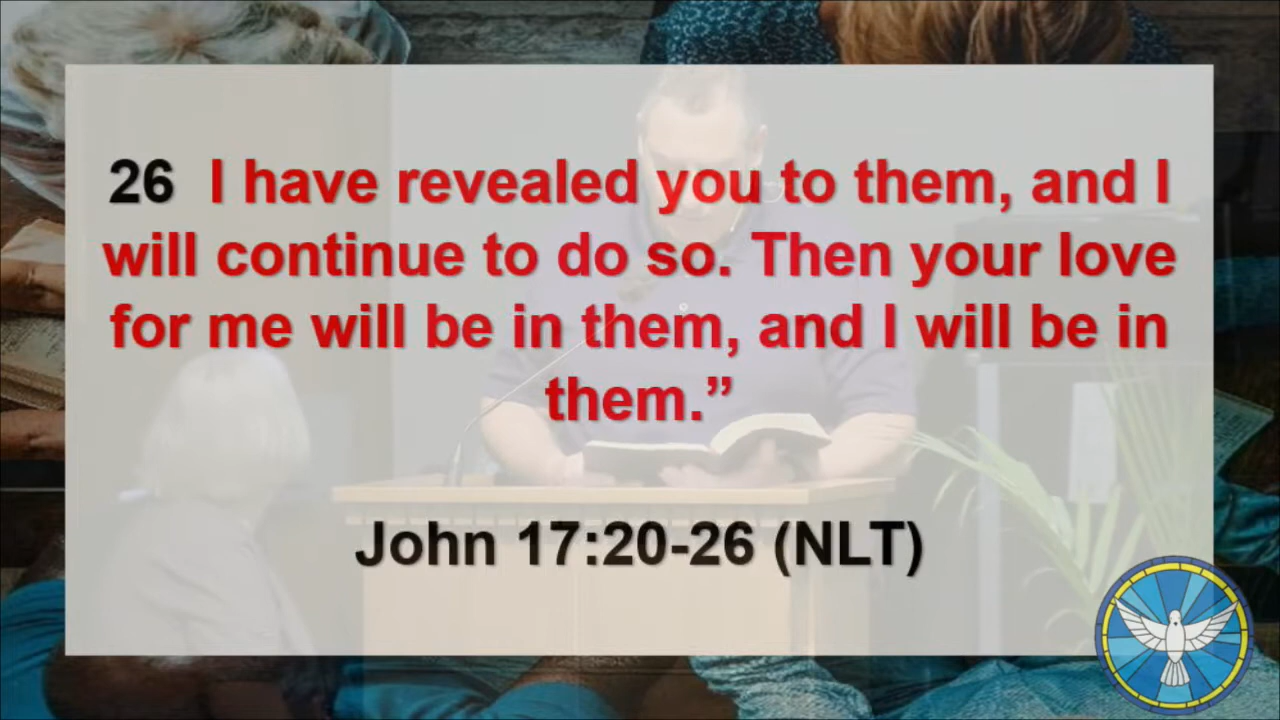 26 I have revealed you to them, and I
will continue to do so. Then your love
for me will be in them, and I will be in
them.”
John 17:20-26 (NLT)